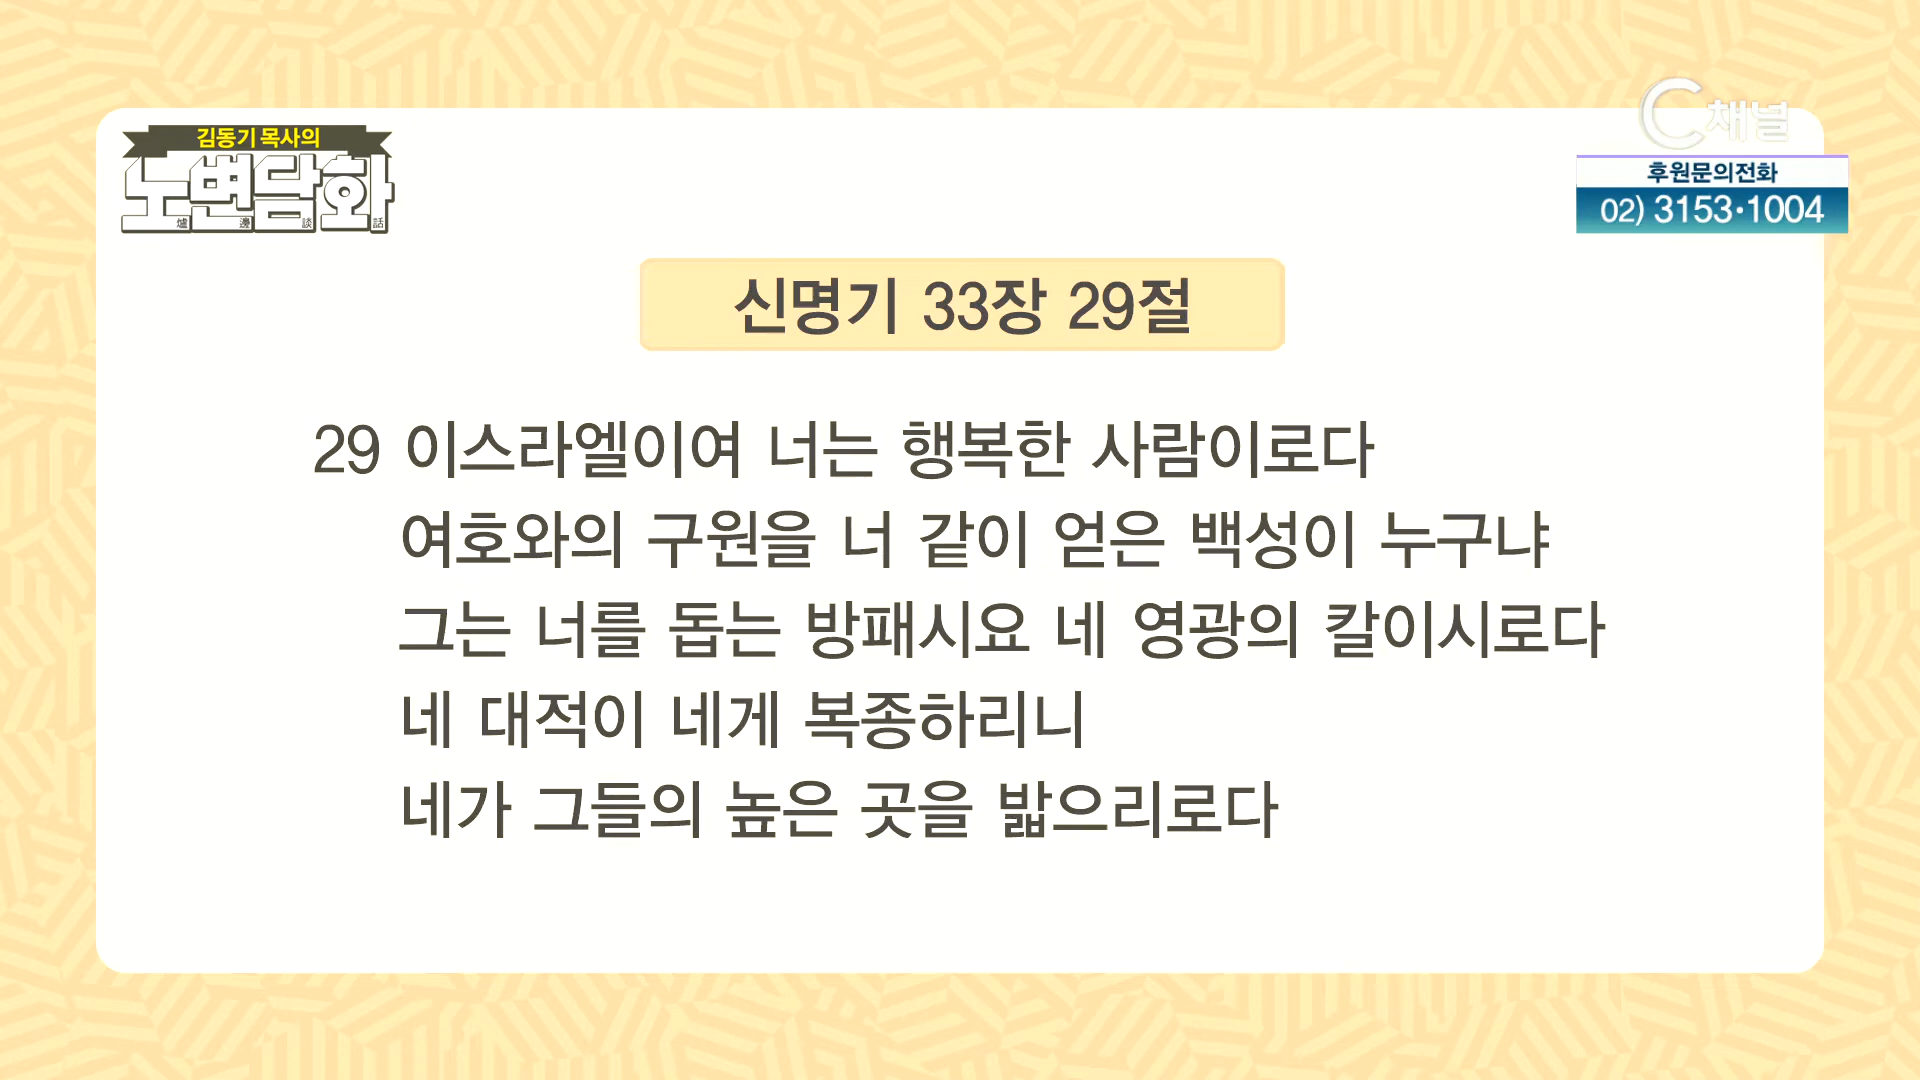 김동기 목사의
노변담화
爐邊談話
C채널
후원문의전화
02) 3153·1004
신명기 33장 29절
29 이스라엘이여 너는 행복한 사람이로다
여호와의 구원을 너 같이 얻은 백성이 누구냐
그는 너를 돕는 방패시요 네 영광의 칼이시로다
네 대적이 네게 복종하리니
네가 그들의 높은 곳을 밟으리로다